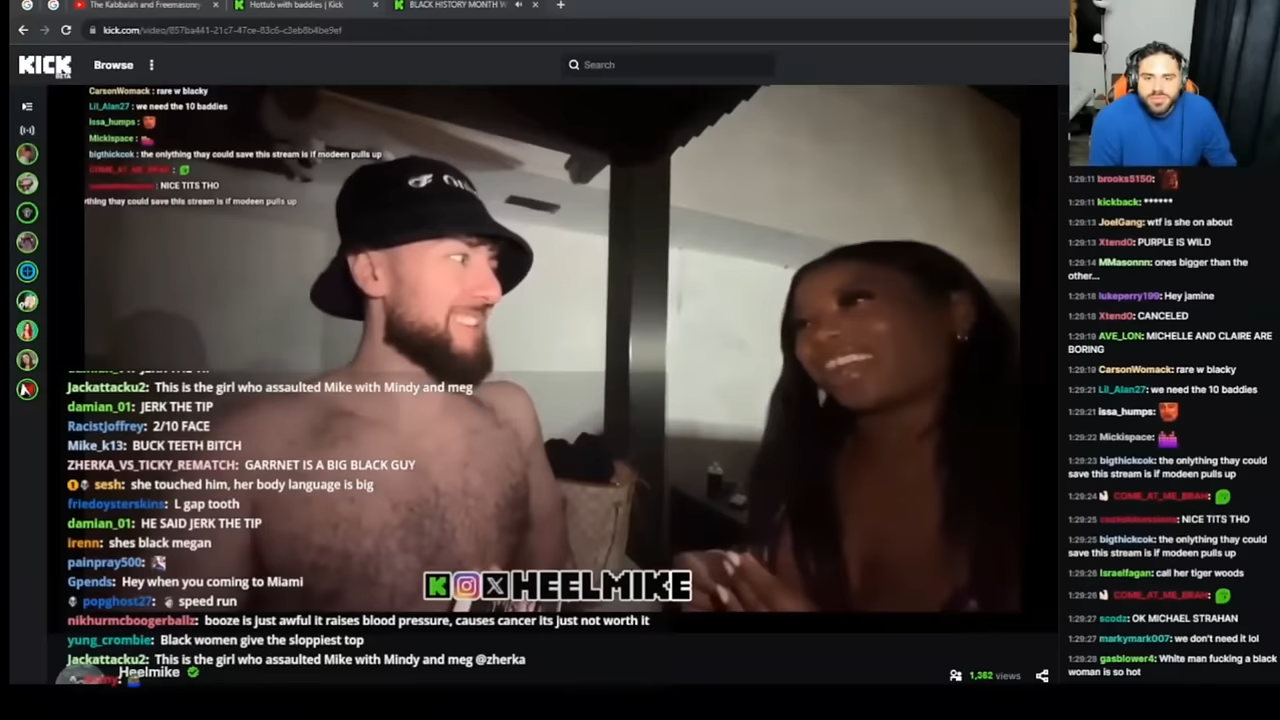 The Kabbalah and Freemasonry
Hottub with baddies | Kick
BLACK HISTORY MONTH
kick.com/video/857ba441-21c7-47ce-83c6-c3eb8b4be9ef
KICK
BETA
Browse
Search
CarsonWomack : rare w blacky
Lil_Alan27: we need the 10 baddies
issa_humps:
Mickispace :
bigthickcok : the onlything thay could save this stream is if modeen pulls up
COME_AT_ME_BRAH :
: NICE TITS THO
thing thay could save this stream is if modeen pulls up
Jackattacku2: This is the girl who assaulted Mike with Mindy and meg
damian_01: JERK THE TIP
RacistJoffrey: 2/10 FACE
Mike_k13: BUCK TEETH BITCH
ZHERKA_VS_TICKY_REMATCH: GARRNET IS A BIG BLACK GUY
sesh: she touched him, her body language is big
friedoysterskins: L gap tooth
damian_01: HE SAID JERK THE TIP
irenn: shes black megan
painpray500:
Gpends: Hey when you coming to Miami
popghost27: speed run
nikhurmcboogerballz: booze is just awful it raises blood pressure, causes cancer its just not worth it
yung_crombie: Black women give the sloppiest top
Jackattacku2: This is the girl who assaulted Mike with Mindy and meg @zherka
HEELMIKE
Heelmike
1,362 views
1:29:11 brooks5150:
1:29:11 kickback: ******
1:29:13 JoelGang: wtf is she on about
1:29:13 Xtend0: PURPLE IS WILD
1:29:14 MMasonnn: ones bigger than the
other...
1:29:18 lukeperry199: Hey jamine
1:29:18 Xtend0: CANCELED
1:29:19 AVE_LON: MICHELLE AND CLAIRE ARE
BORING
1:29:19 CarsonWomack: rare w blacky
1:29:21 Lil_Alan27: we need the 10 baddies
1:29:21 issa_humps:
1:29:22 Mickispace:
1:29:23 bigthickcok: the onlything thay could
save this stream is if modeen pulls up
1:29:24 COME_AT_ME_BRAH:
1:29:25 NICE TITS THO
1:29:25 bigthickcok: the onlything thay could
save this stream is if modeen pulls up
1:29:26 Israelfagan: call her tiger woods
1:29:26 COME_AT_ME_BRAH:
1:29:27 scodz: OK MICHAEL STRAHAN
1:29:27 markymark007: we don't need it lol
1:29:28 gasblower4: White man fucking a black
woman is so hot